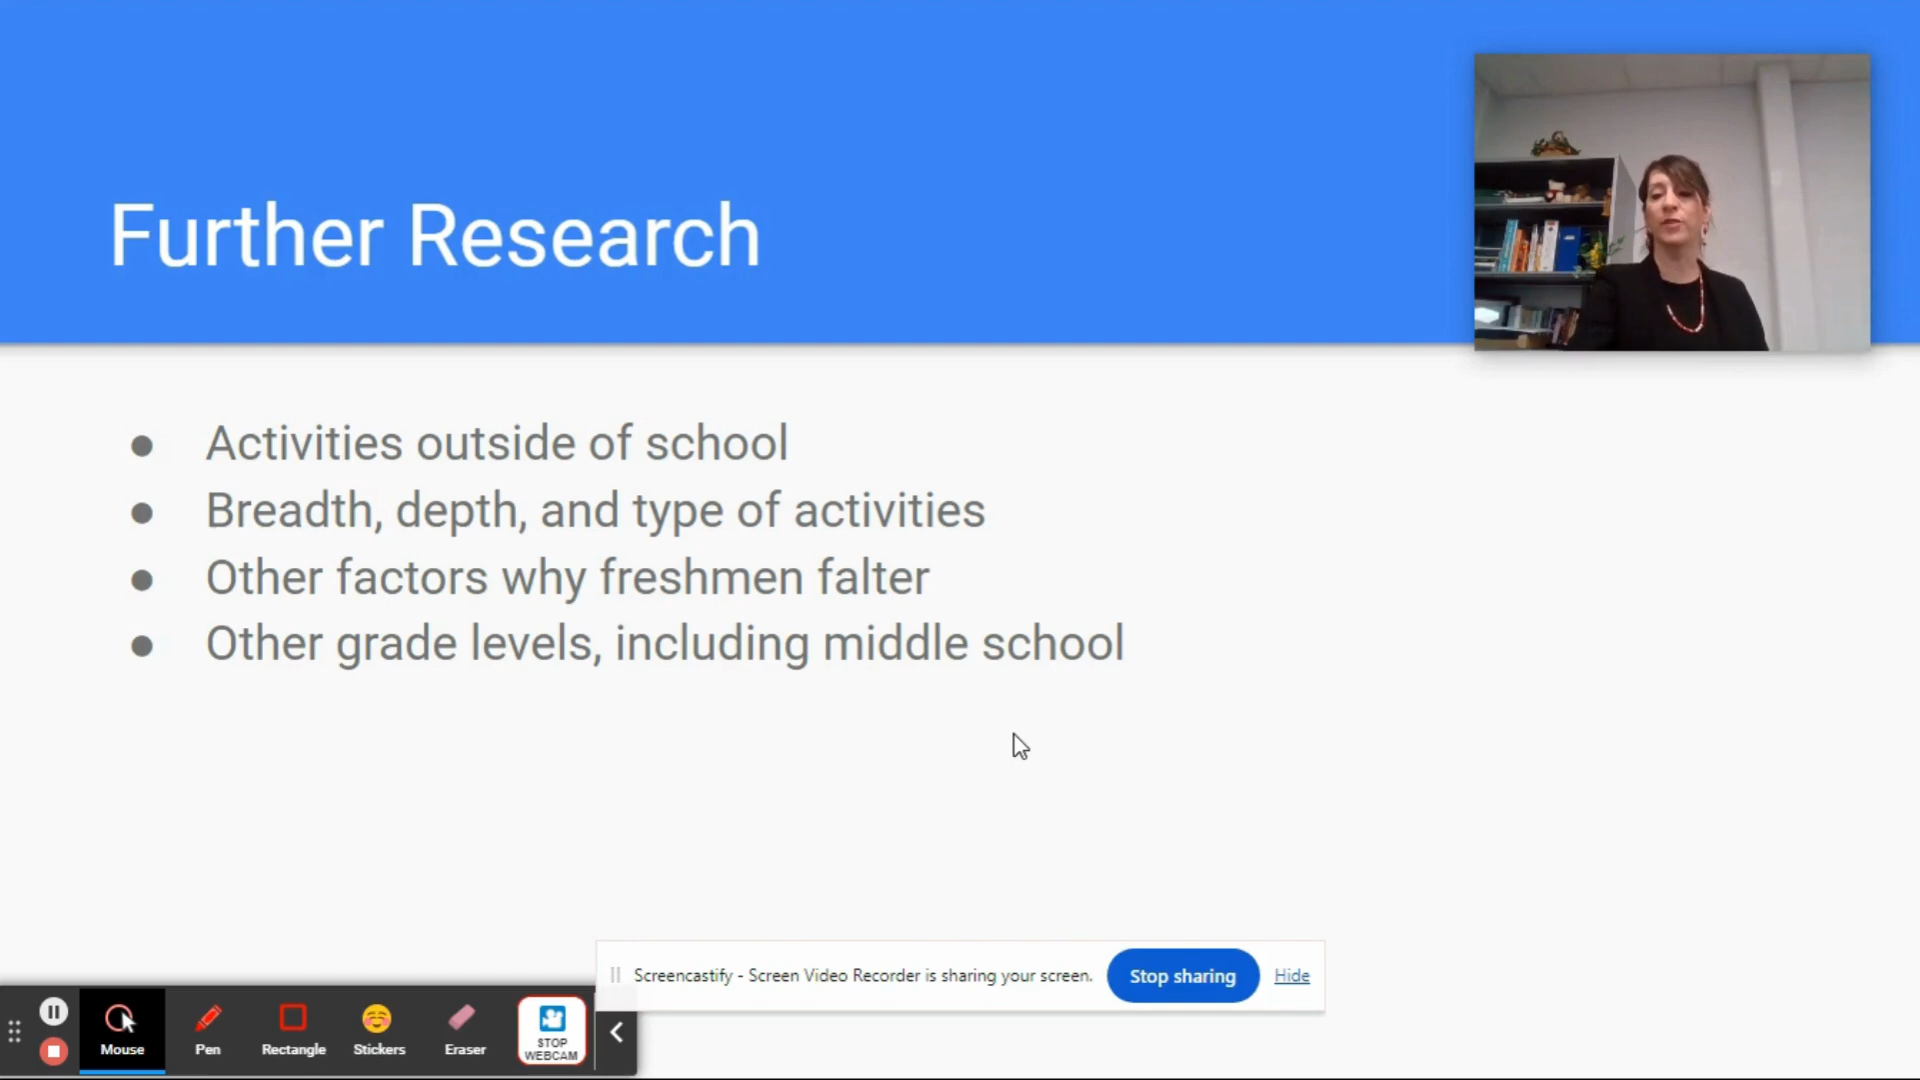 Further Research
Activities outside of school
Breadth, depth, and type of activities
Other factors why freshmen falter
Other grade levels, including middle school
Screencastify - Screen Video Recorder is sharing your screen.
Stop sharing
Hide
Mouse
Pen
Rectangle
Stickers
Eraser
STOP
WEBCAM